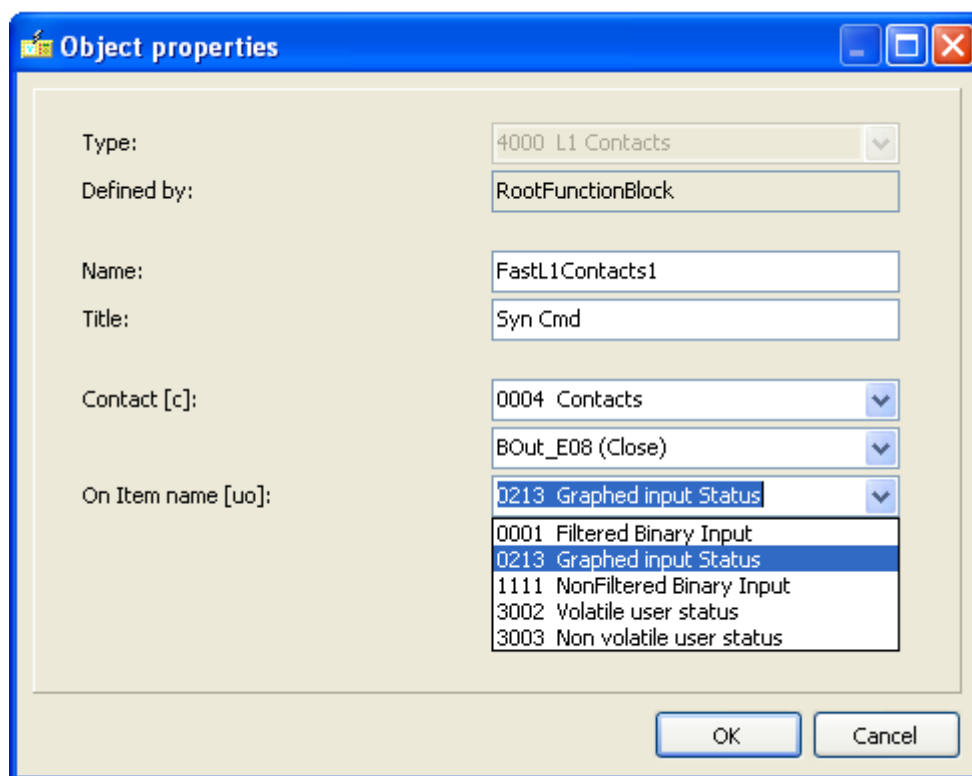 Object properties
Type: 4000 L1 Contacts
Defined by: RootFunctionBlock
Name: FastL1Contacts1
Title: Syn Cmd
Contact [c]: 0004 Contacts
BOut_E08 (Close)
On Item name [uo]: 0213 Graphed input Status
0001 Filtered Binary Input
0213 Graphed input Status
1111 NonFiltered Binary Input
3002 Volatile user status
3003 Non volatile user status
OK Cancel